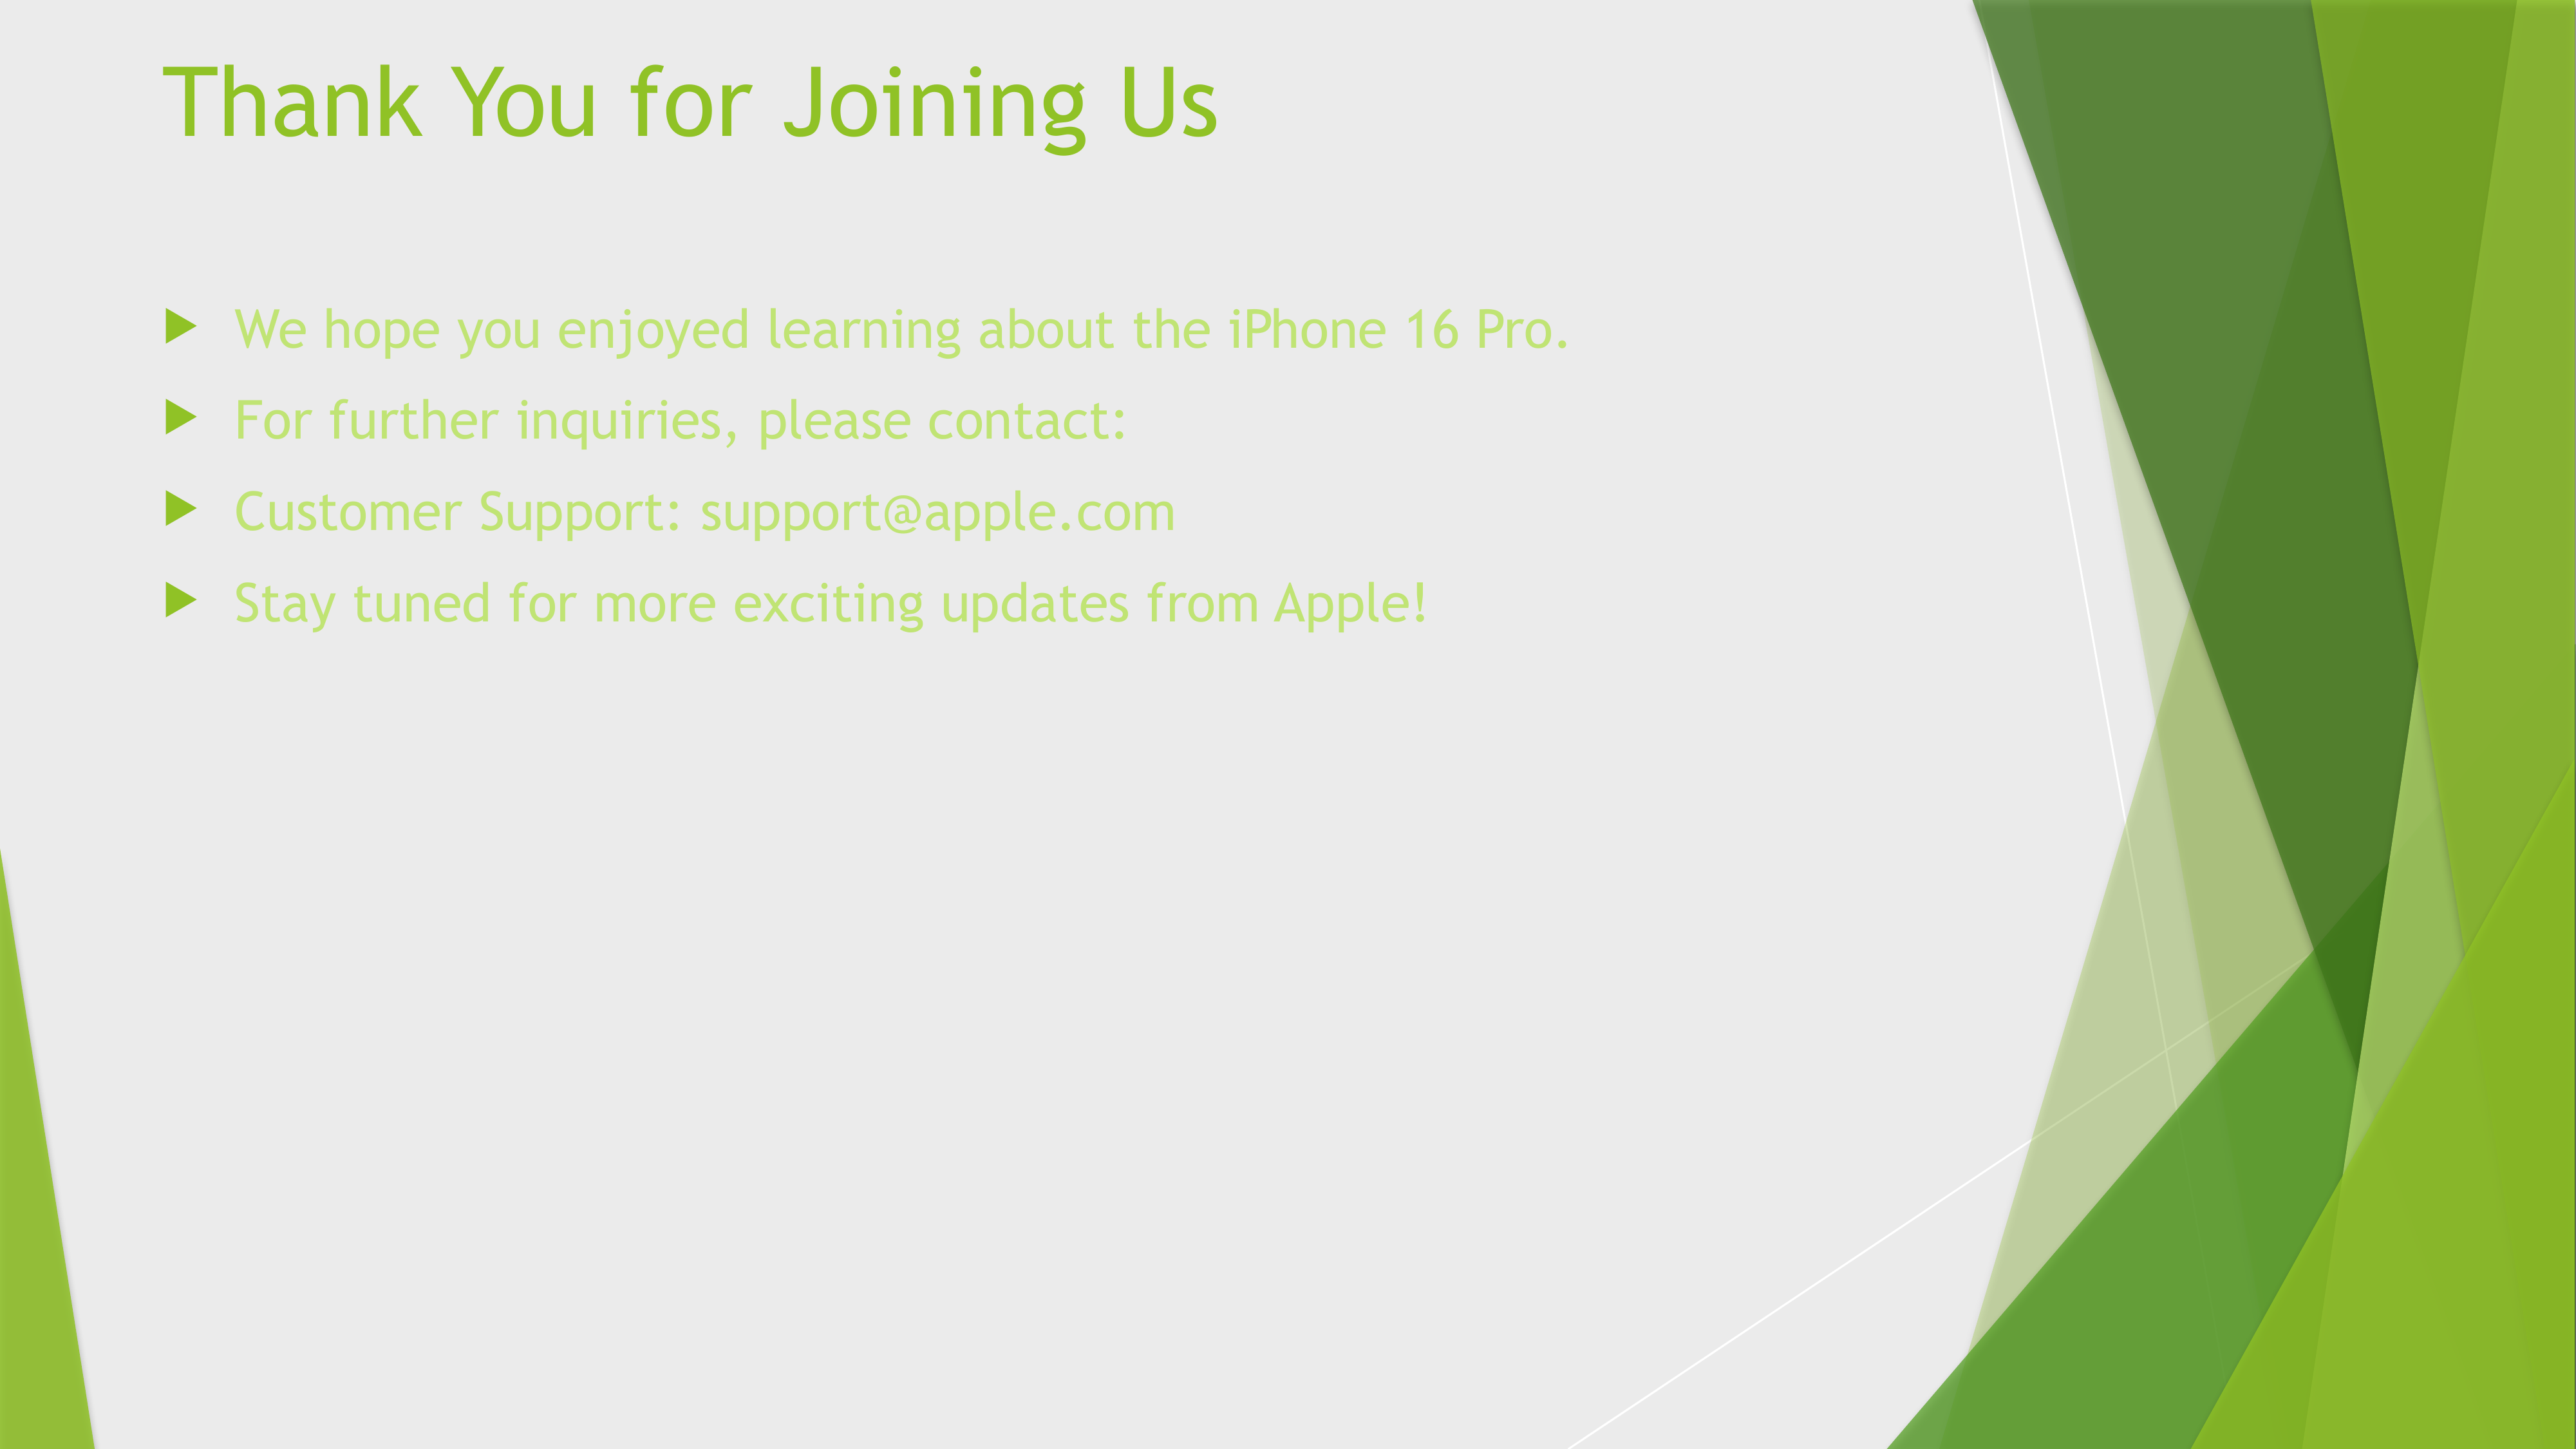 Thank You for Joining Us
We hope you enjoyed learning about the iPhone 16 Pro.
For further inquiries, please contact:
Customer Support: support@apple.com
Stay tuned for more exciting updates from Apple!